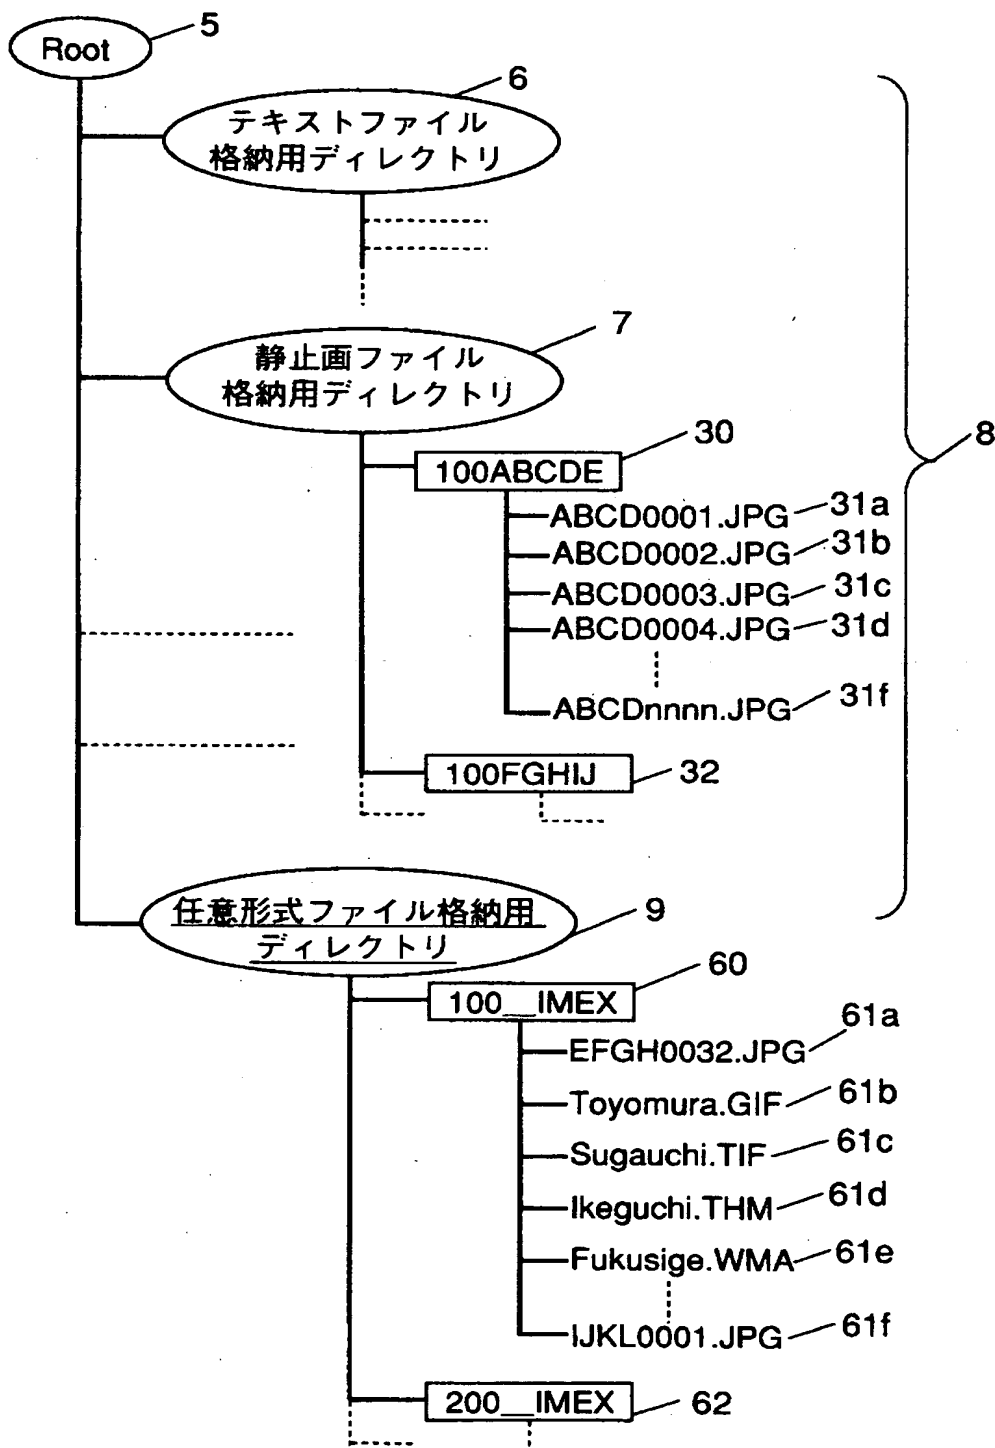 Root
5
6
テキストファイル
格納用ディレクトリ
7
静止画ファイル
格納用ディレクトリ
8
100ABCDE
30
ABCD0001.JPG
31a
ABCD0002.JPG
31b
ABCD0003.JPG
31c
ABCD0004.JPG
31d
ABCDnnnn.JPG
31f
100FGHIJ
32
任意形式ファイル格納用
ディレクトリ
9
100__IMEX
60
EFGH0032.JPG
61a
Toyomura.GIF
61b
Sugauchi.TIF
61c
Ikeguchi.THM
61d
Fukusige.WMA
61e
IJKL0001.JPG
61f
200__IMEX
62